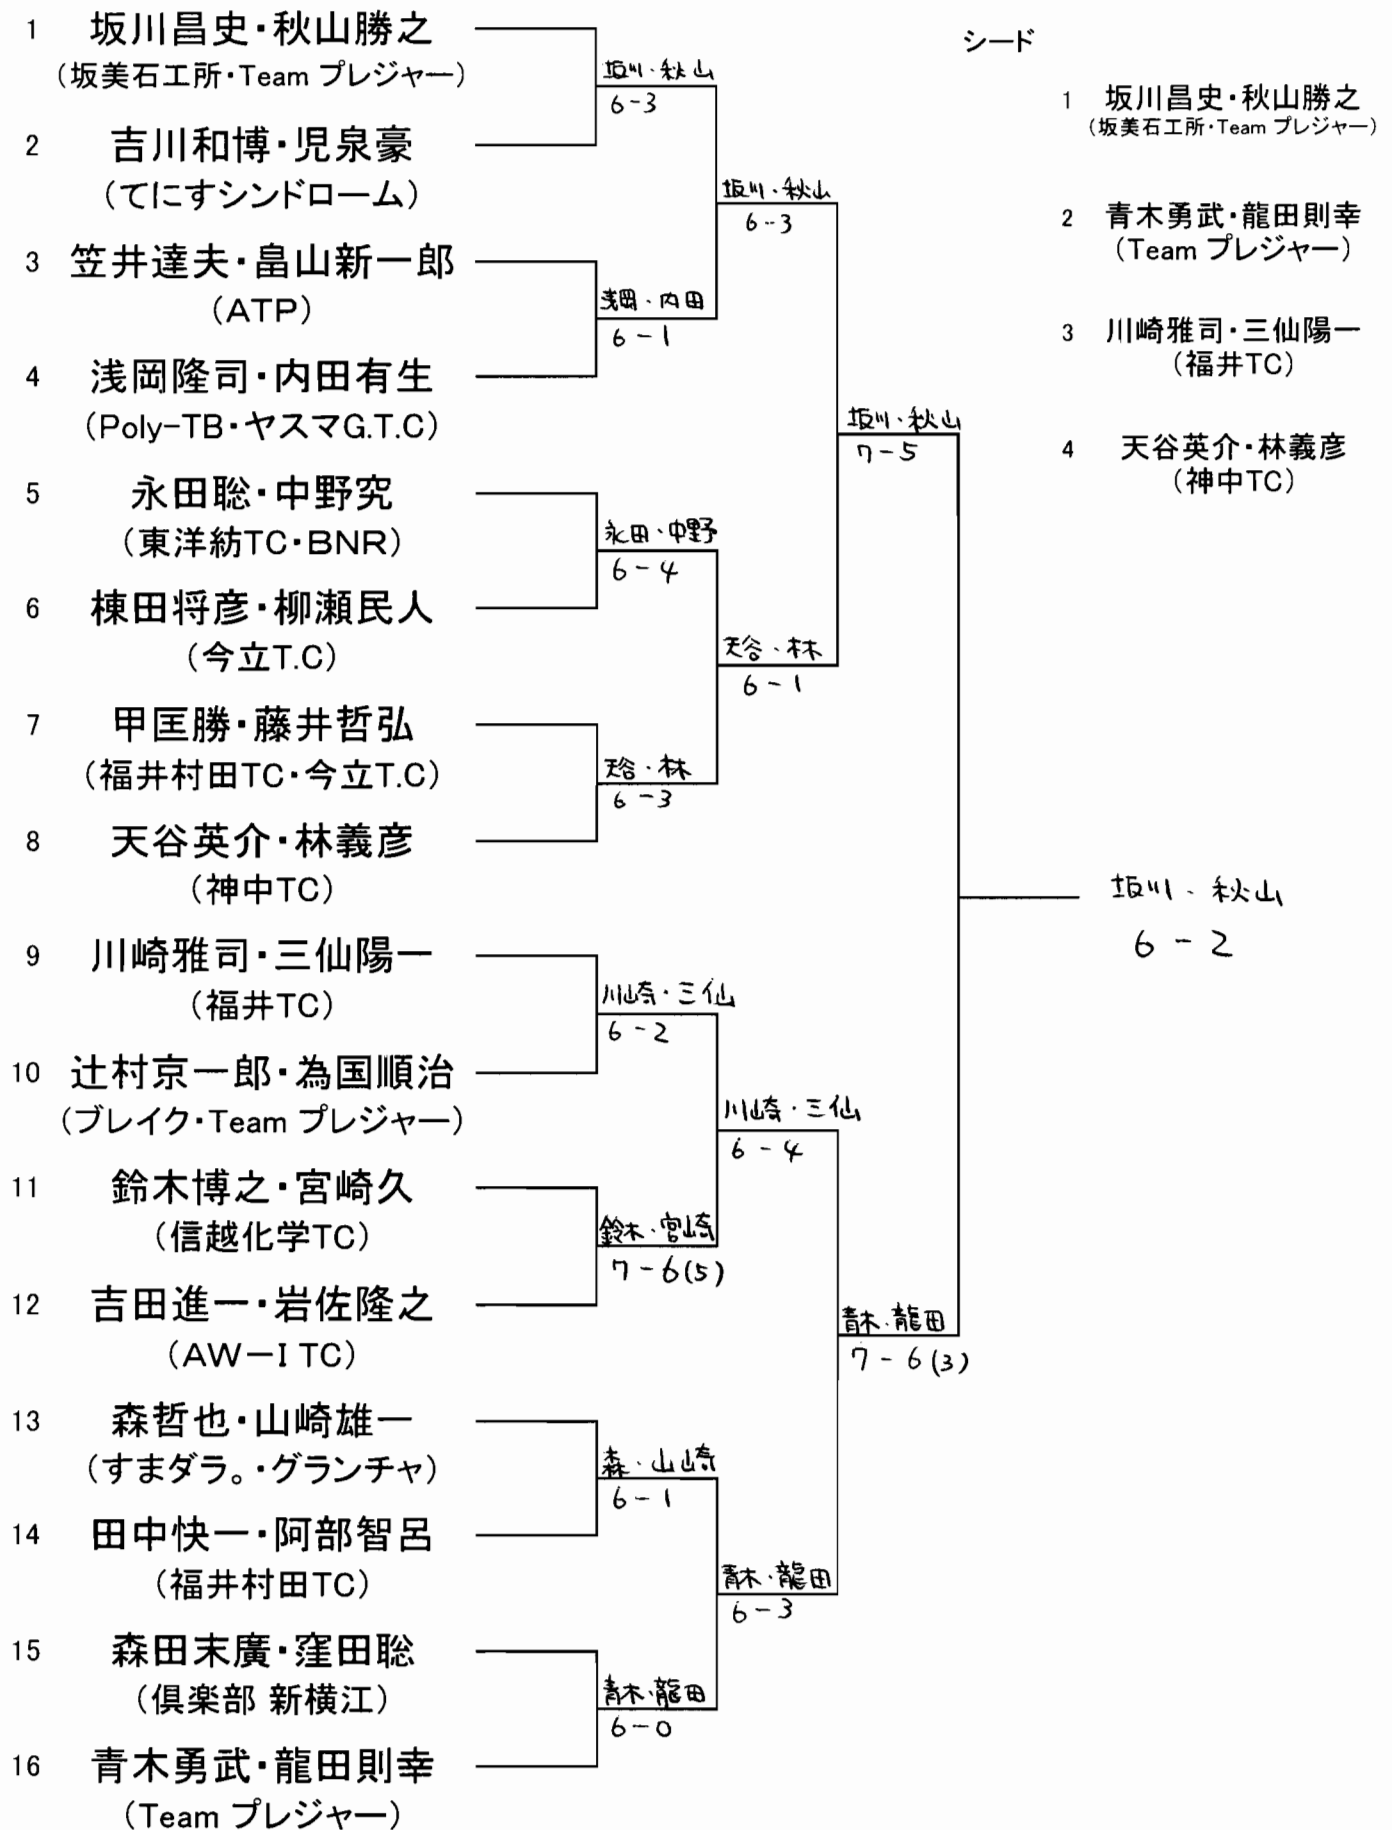 1 坂川昌史・秋山勝之
(坂美石工所・Team プレジャー)
坂川・秋山
6-3
2 吉川和博・児泉豪
(てにすシンドローム)
坂川・秋山
6-3
3 笠井達夫・畠山新一郎
(ATP)
浅岡・内田
6-1
4 浅岡隆司・内田有生
(Poly-TB・ヤスマG.T.C)
坂川・秋山
7-5
5 永田聡・中野究
(東洋紡TC・BNR)
永田・中野
6-4
6 棟田将彦・柳瀬民人
(今立T.C)
天谷・林
6-1
7 甲匡勝・藤井哲弘
(福井村田TC・今立T.C)
天谷・林
6-3
8 天谷英介・林義彦
(神中TC)
坂川・秋山
6-2
9 川崎雅司・三仙陽一
(福井TC)
川崎・三仙
6-2
10 辻村京一郎・為国順治
(ブレイク・Team プレジャー)
川崎・三仙
6-4
11 鈴木博之・宮崎久
(信越化学TC)
鈴木・宮崎
7-6(5)
12 吉田進一・岩佐隆之
(AW-I TC)
青木・龍田
7-6(3)
13 森哲也・山崎雄一
(すまダラ。・グランチャ)
森・山崎
6-1
14 田中快一・阿部智呂
(福井村田TC)
青木・龍田
6-3
15 森田末廣・窪田聡
(倶楽部 新横江)
青木・龍田
6-0
16 青木勇武・龍田則幸
(Team プレジャー)
シード
1 坂川昌史・秋山勝之
(坂美石工所・Team プレジャー)
2 青木勇武・龍田則幸
(Team プレジャー)
3 川崎雅司・三仙陽一
(福井TC)
4 天谷英介・林義彦
(神中TC)